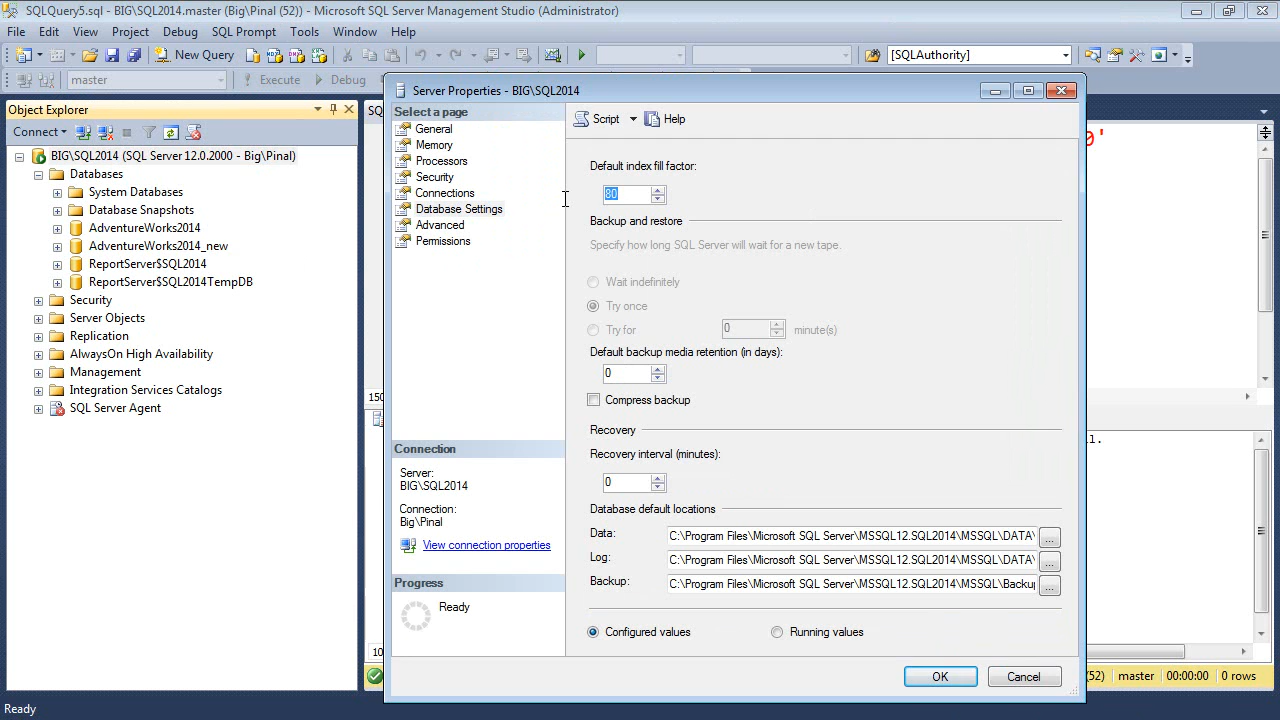 SQLQuery5.sql - BIG\SQL2014.master (Big\Pinal (52)) - Microsoft SQL Server Management Studio (Administrator)
File Edit View Project Debug SQL Prompt Tools Window Help
New Query [SQLAuthority]
master Execute Debug
Object Explorer
Connect
BIG\SQL2014 (SQL Server 12.0.2000 - Big\Pinal)
Databases
System Databases
Database Snapshots
AdventureWorks2014
AdventureWorks2014_new
ReportServer$SQL2014
ReportServer$SQL2014TempDB
Security
Server Objects
Replication
AlwaysOn High Availability
Management
Integration Services Catalogs
SQL Server Agent
Server Properties - BIG\SQL2014
Select a page
General
Memory
Processors
Security
Connections
Database Settings
Advanced
Permissions
Connection
Server:
BIG\SQL2014
Connection:
Big\Pinal
View connection properties
Progress
Ready
Script Help
Default index fill factor:
80
Backup and restore
Specify how long SQL Server will wait for a new tape.
Wait indefinitely
Try once
Try for 0 minute(s)
Default backup media retention (in days):
0
Compress backup
Recovery
Recovery interval (minutes):
0
Database default locations
Data: C:\Program Files\Microsoft SQL Server\MSSQL12.SQL2014\MSSQL\DATA\
Log: C:\Program Files\Microsoft SQL Server\MSSQL12.SQL2014\MSSQL\DATA\
Backup: C:\Program Files\Microsoft SQL Server\MSSQL12.SQL2014\MSSQL\Backup
Configured values Running values
OK Cancel
(52) master 00:00:00 0 rows
Ready